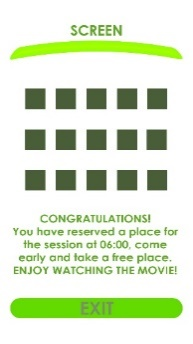 SCREEN
CONGRATULATIONS!
You have reserved a place for
the session at 06:00, come
early and take a free place.
ENJOY WATCHING THE MOVIE!
EXIT